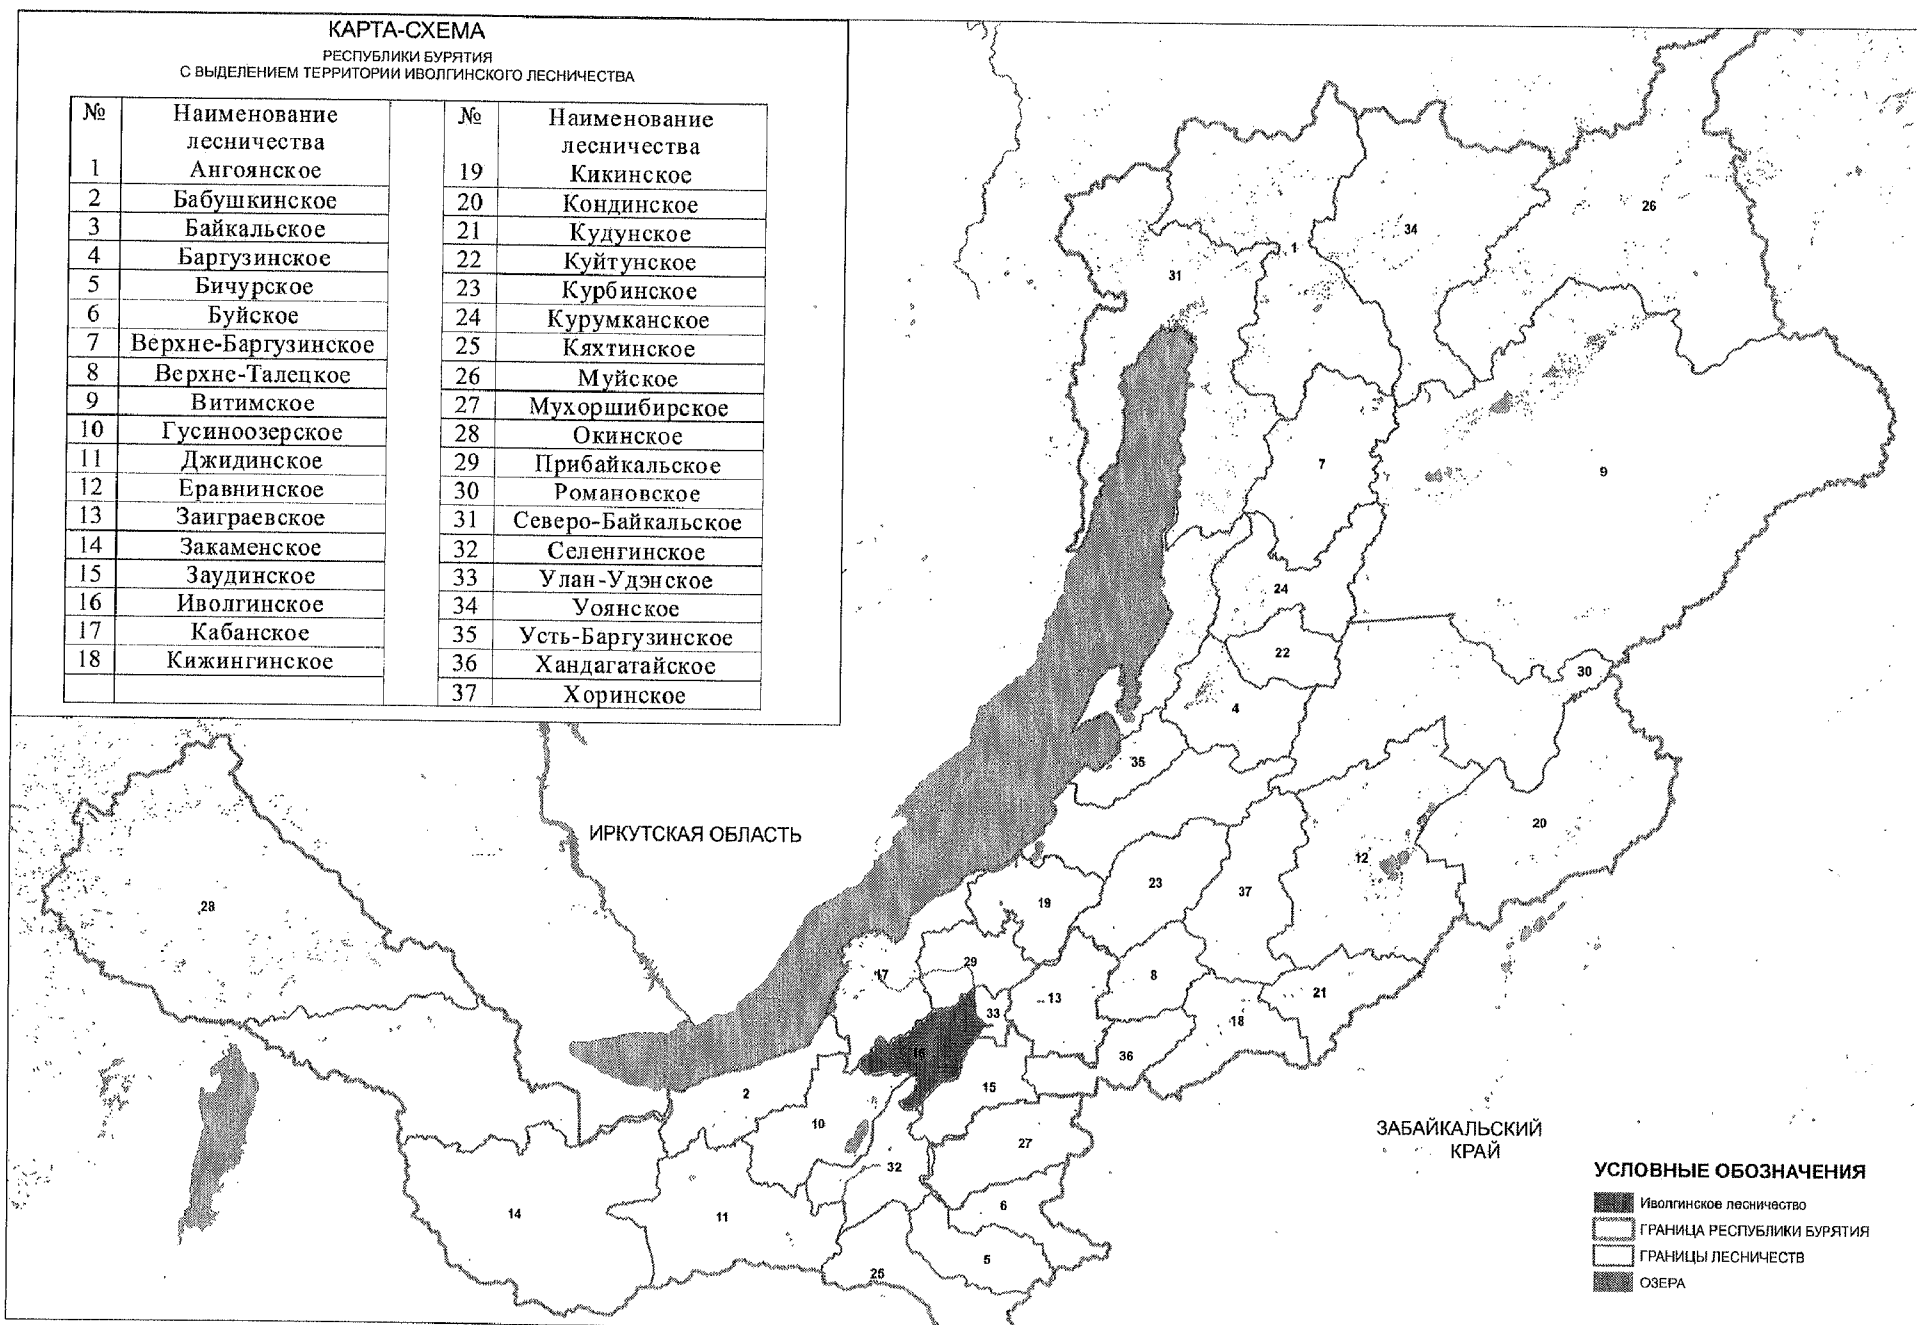 КАРТА-СХЕМА
РЕСПУБЛИКИ БУРЯТИЯ
С ВЫДЕЛЕНИЕМ ТЕРРИТОРИИ ИВОЛГИНСКОГО ЛЕСНИЧЕСТВА
№ Наименование лесничества № Наименование лесничества
1 Ангоянское 19 Кикинское
2 Бабушкинское 20 Кондинское
3 Байкальское 21 Кудунское
4 Баргузинское 22 Куйтунское
5 Бичурское 23 Курбинское
6 Буйское 24 Курумканское
7 Верхне-Баргузинское 25 Кяхтинское
8 Верхне-Талецкое 26 Муйское
9 Витимское 27 Мухоршибирское
10 Гусиноозерское 28 Окинское
11 Джидинское 29 Прибайкальское
12 Еравнинское 30 Романовское
13 Заиграевское 31 Северо-Байкальское
14 Закаменское 32 Селенгинское
15 Заудинское 33 Улан-Удэнское
16 Иволгинское 34 Уоянское
17 Кабанское 35 Усть-Баргузинское
18 Кижингинское 36 Хандагатайское
37 Хоринское
26
34
1
31
7
9
24
22
30
4
35
20
12
23
37
19
28
17
29
8
13
21
33
18
16
36
15
2
10
27
32
6
14
11
5
25
ИРКУТСКАЯ ОБЛАСТЬ
ЗАБАЙКАЛЬСКИЙ
КРАЙ
УСЛОВНЫЕ ОБОЗНАЧЕНИЯ
Иволгинское лесничество
ГРАНИЦА РЕСПУБЛИКИ БУРЯТИЯ
ГРАНИЦЫ ЛЕСНИЧЕСТВ
ОЗЕРА